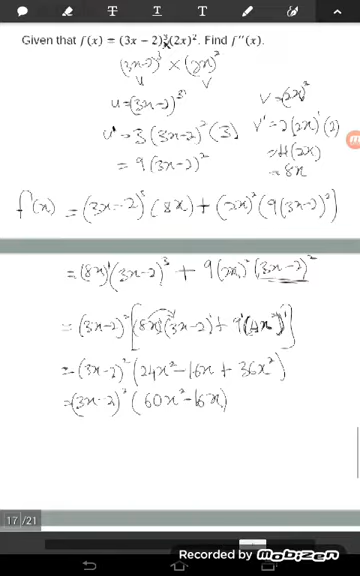 Given that f(x) = (3x − 2)³(2x)². Find f''(x).
(3x-2)³ × (2x)²
u v
u = (3x-2)³ v = (2x)²
u' = 3(3x-2)²(3) v' = 2(2x)¹(2)
= 9(3x-2)² = 4(2x)
= 8x
f'(x) = (3x-2)³(8x) + (2x)²(9(3x-2)²)
= (8x)¹(3x-2)³ + 9(2x)²(3x-2)²
= (3x-2)²[8x(3x-2) + 9(4x²)]
= (3x-2)²(24x²-16x + 36x²)
= (3x-2)²(60x²-16x)
17 / 21
Recorded by mobizen